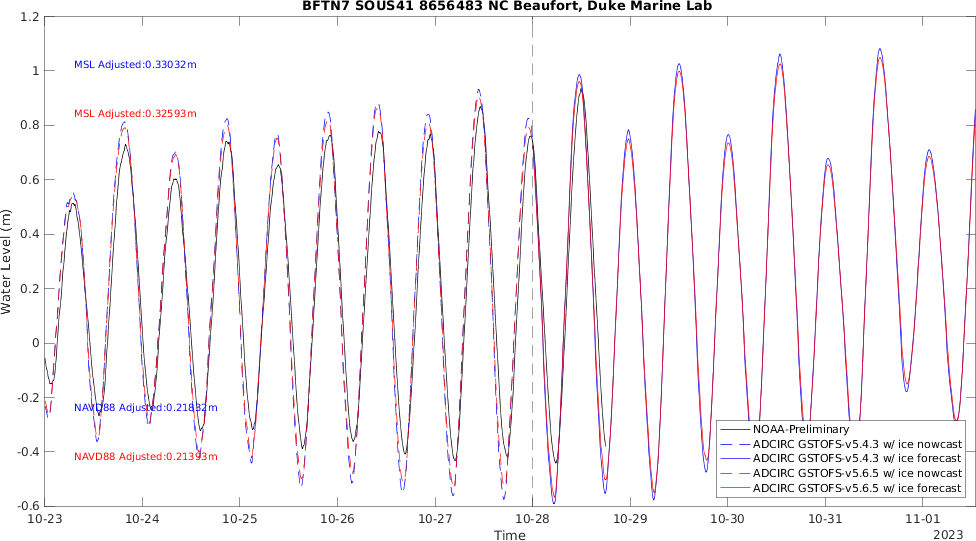 BFTN7 SOUS41 8656483 NC Beaufort, Duke Marine Lab
1.2
1
0.8
0.6
0.4
0.2
0
-0.2
-0.4
-0.6
Water Level (m)
MSL Adjusted:0.33032m
MSL Adjusted:0.32593m
NAVD88 Adjusted:0.21832m
NAVD88 Adjusted:0.21393m
NOAA-Preliminary
ADCIRC GSTOFS-v5.4.3 w/ ice nowcast
ADCIRC GSTOFS-v5.4.3 w/ ice forecast
ADCIRC GSTOFS-v5.6.5 w/ ice nowcast
ADCIRC GSTOFS-v5.6.5 w/ ice forecast
10-23 10-24 10-25 10-26 10-27 10-28 10-29 10-30 10-31 11-01
Time
2023